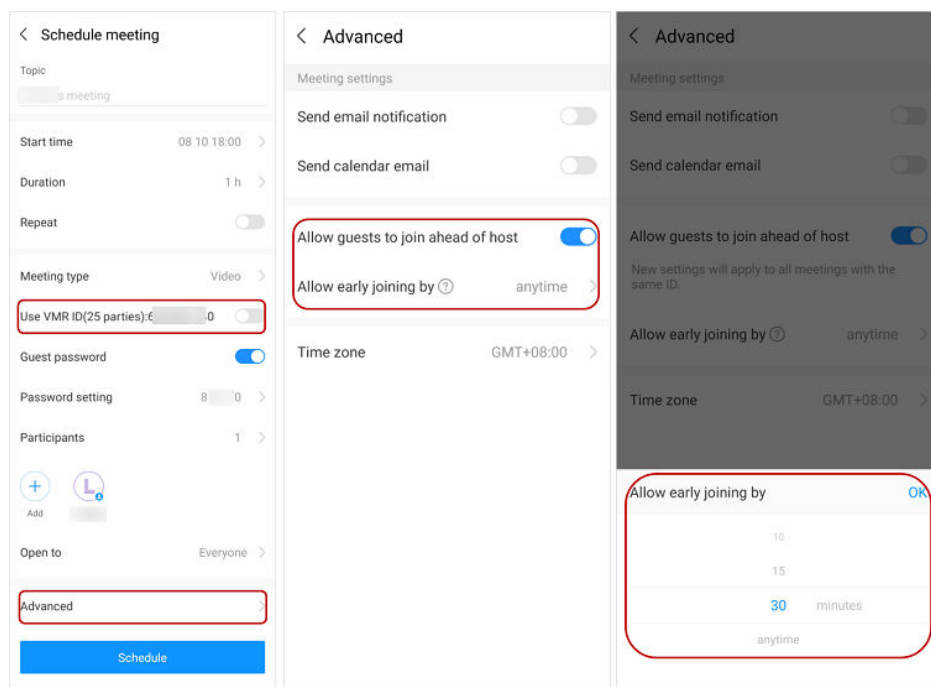 Schedule meeting
Topic
s meeting
Start time 08 10 18:00
Duration 1 h
Repeat
Meeting type Video
Use VMR ID(25 parties):6 0
Guest password
Password setting 8 0
Participants 1
L
Add
Open to Everyone
Advanced
Schedule
Advanced
Meeting settings
Send email notification
Send calendar email
Allow guests to join ahead of host
Allow early joining by ? anytime
Time zone GMT+08:00
Advanced
Meeting settings
Send email notification
Send calendar email
Allow guests to join ahead of host
New settings will apply to all meetings with the
same ID.
Allow early joining by ? anytime
Time zone GMT+08:00
Allow early joining by OK
10
15
30 minutes
anytime